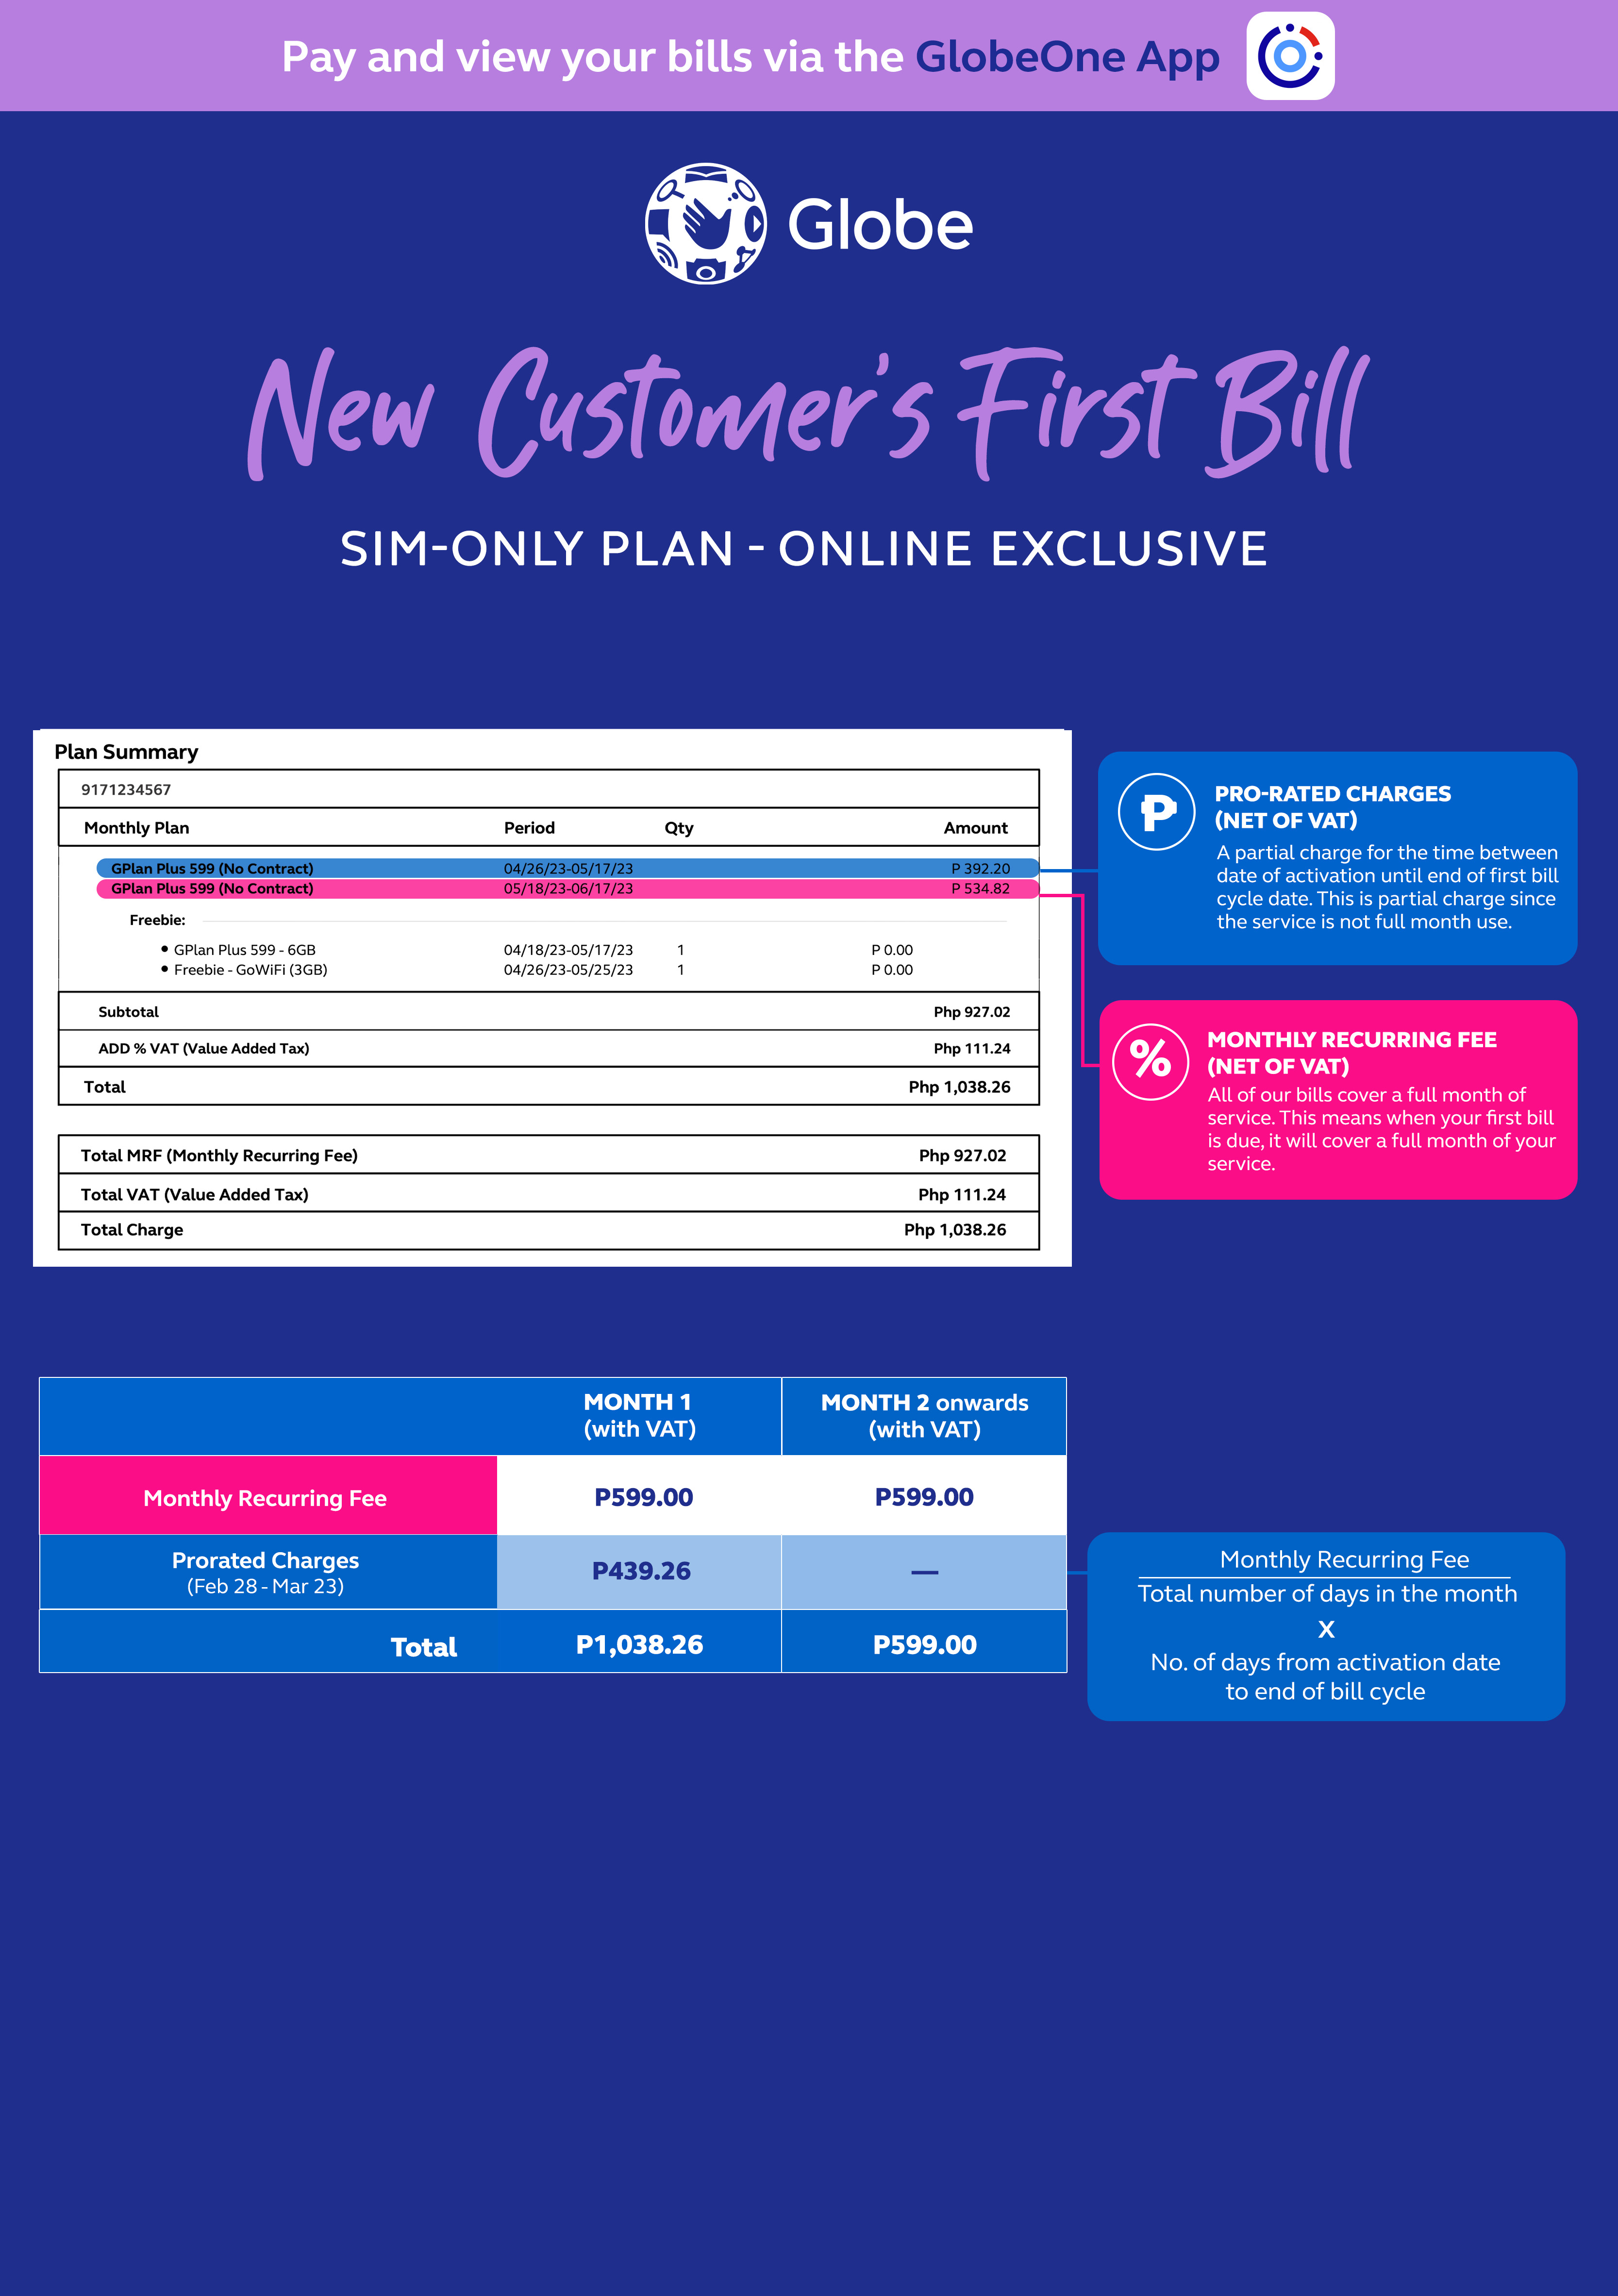 Pay and view your bills via the GlobeOne App
Globe
New Customer's First Bill
SIM-ONLY PLAN - ONLINE EXCLUSIVE
Plan Summary
9171234567
Monthly Plan Period Qty Amount
GPlan Plus 599 (No Contract) 04/26/23-05/17/23 P 392.20
GPlan Plus 599 (No Contract) 05/18/23-06/17/23 P 534.82
Freebie:
• GPlan Plus 599 - 6GB 04/18/23-05/17/23 1 P 0.00
• Freebie - GoWiFi (3GB) 04/26/23-05/25/23 1 P 0.00
Subtotal Php 927.02
ADD % VAT (Value Added Tax) Php 111.24
Total Php 1,038.26
Total MRF (Monthly Recurring Fee) Php 927.02
Total VAT (Value Added Tax) Php 111.24
Total Charge Php 1,038.26
₱
PRO-RATED CHARGES
(NET OF VAT)
A partial charge for the time between
date of activation until end of first bill
cycle date. This is partial charge since
the service is not full month use.
%
MONTHLY RECURRING FEE
(NET OF VAT)
All of our bills cover a full month of
service. This means when your first bill
is due, it will cover a full month of your
service.
MONTH 1 MONTH 2 onwards
(with VAT) (with VAT)
Monthly Recurring Fee P599.00 P599.00
Prorated Charges
(Feb 28 - Mar 23) P439.26 —
Total P1,038.26 P599.00
Monthly Recurring Fee
Total number of days in the month
X
No. of days from activation date
to end of bill cycle